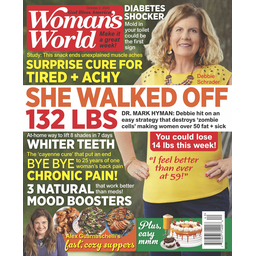 Woman's
World
Make it
a great
week!
DIABETES
SHOCKER
Mold in
your toilet
could be
the first
sign
Study: This snack ends unexplained muscle aches
SURPRISE CURE FOR
TIRED + ACHY
Debbie
Schrader
SHE WALKED OFF
132 LBS
DR. MARK HYMAN: Debbie hit on an
easy strategy that destroys 'zombie
cells' making women over 50 fat + sick
At-home way to lift 8 shades in 7 days
WHITER TEETH
The 'cayenne cure' that put an end
BYE BYE to 25 years of one
woman's back pain
CHRONIC PAIN!
3 NATURAL that work better
than meds!
MOOD BOOSTERS
You could lose
14 lbs this week!
"I feel better
than ever
at 59!"
Alex Guarnaschelli's
fast, cozy suppers
Plus,
easy
mmm